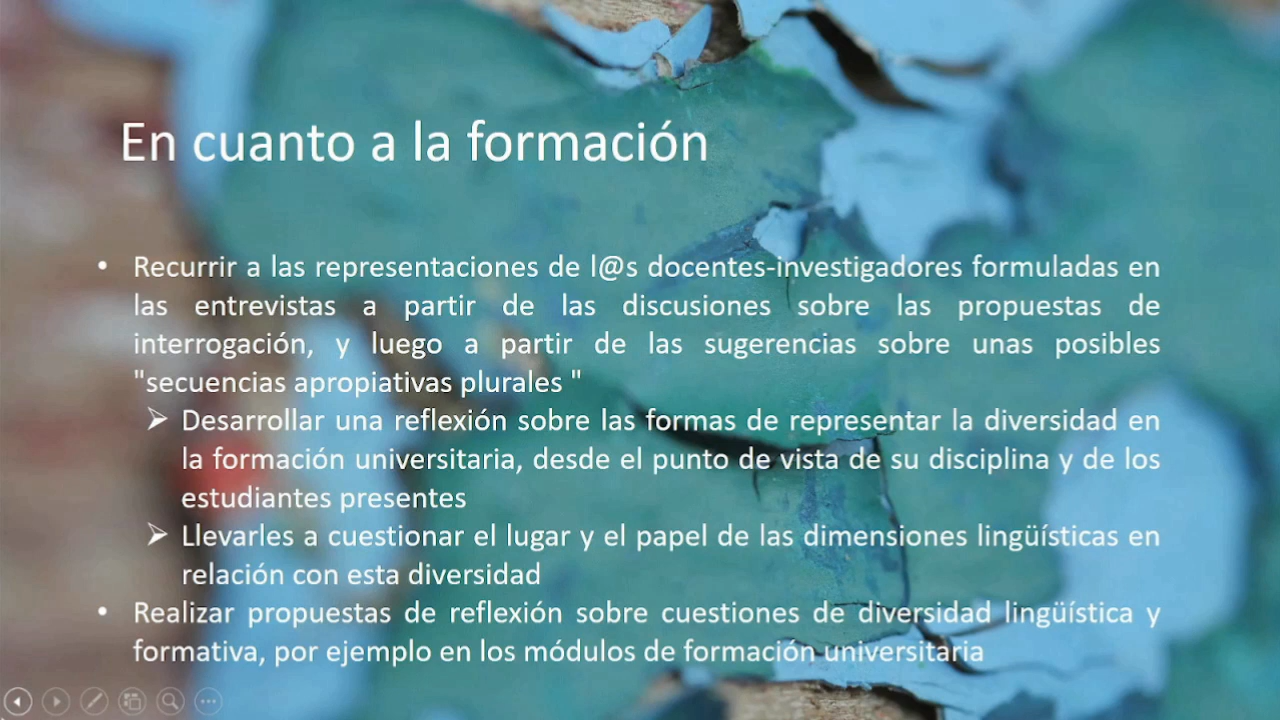 En cuanto a la formación
• Recurrir a las representaciones de l@s docentes-investigadores formuladas en
las entrevistas a partir de las discusiones sobre las propuestas de
interrogación, y luego a partir de las sugerencias sobre unas posibles
"secuencias apropiativas plurales "
➢ Desarrollar una reflexión sobre las formas de representar la diversidad en
la formación universitaria, desde el punto de vista de su disciplina y de los
estudiantes presentes
➢ Llevarles a cuestionar el lugar y el papel de las dimensiones lingüísticas en
relación con esta diversidad
• Realizar propuestas de reflexión sobre cuestiones de diversidad lingüística y
formativa, por ejemplo en los módulos de formación universitaria